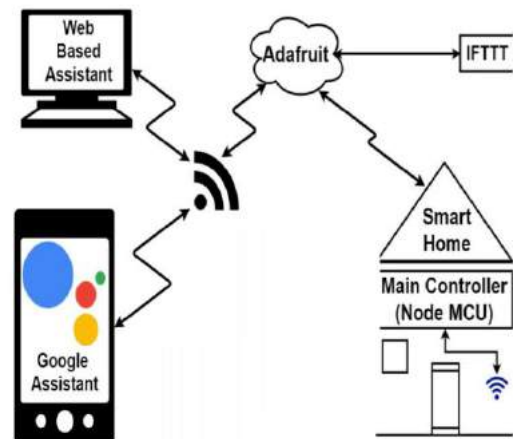 Web
Based
Assistant
Adafruit
IFTTT
Smart
Home
Main Controller
(Node MCU)
Google
Assistant